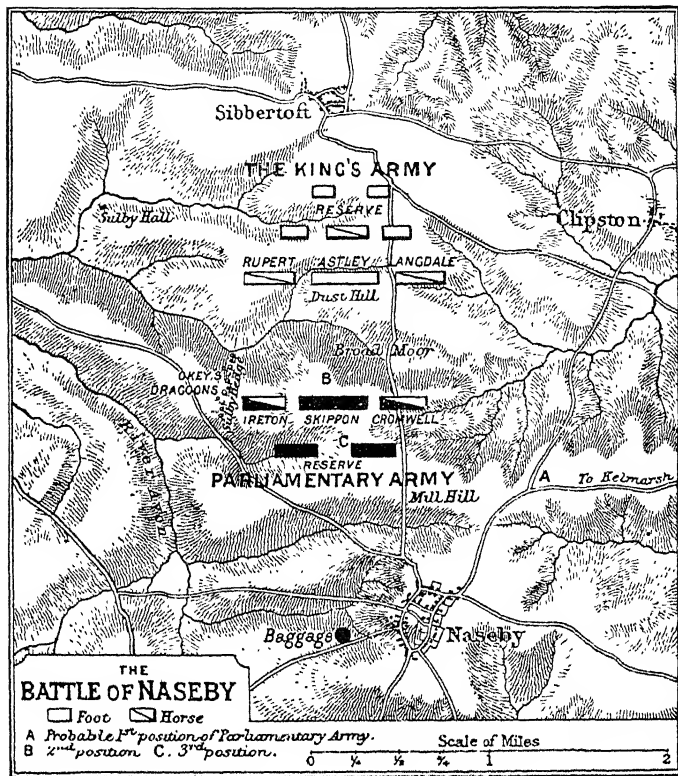 Sibbertoft
THE KING'S ARMY
RESERVE
Sulby Hall
Clipston
RUPERT ASTLEY LANGDALE
Dust Hill
Broad Moor
OKEY'S
DRAGOONS
Sulby Hedge
B
IRETON SKIPPON CROMWELL
C
RESERVE
PARLIAMENTARY ARMY
A To Kelmarsh
Mill Hill
Baggage
Naseby
THE
BATTLE OF NASEBY
Foot Horse
A Probable 1st position of Parliamentary Army.
B 2nd position C. 3rd position.
Scale of Miles
0 ¼ ½ ¾ 1 2